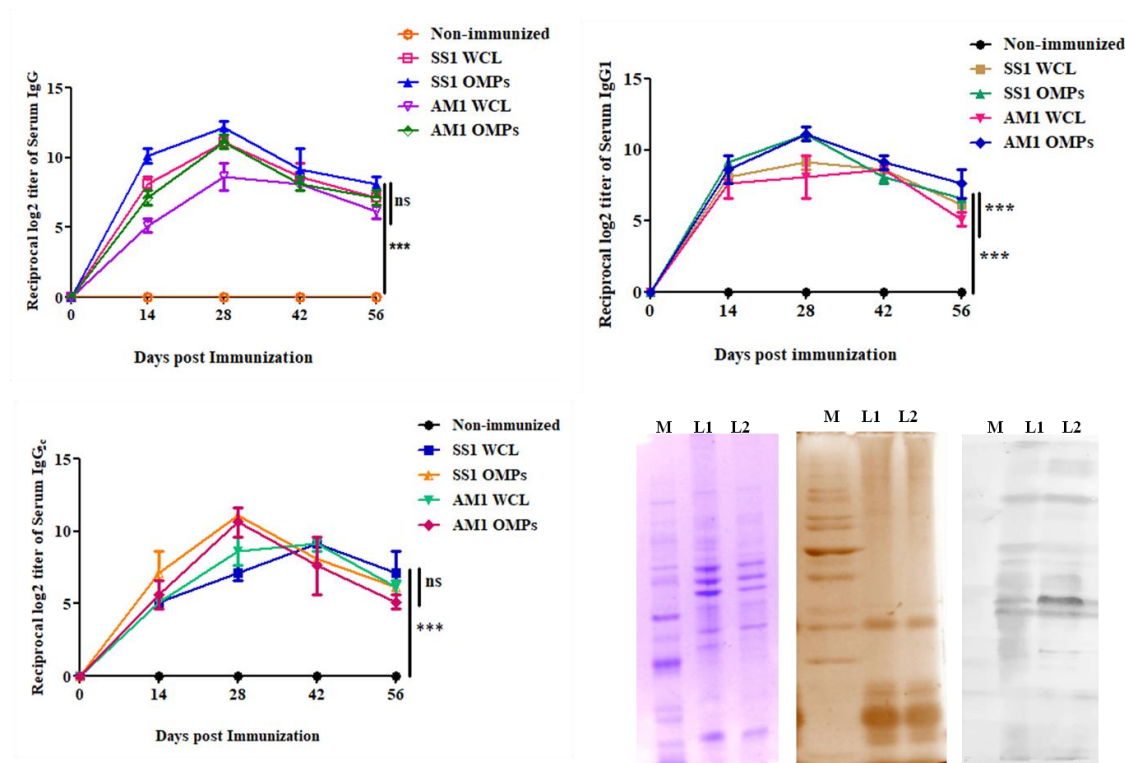 Non-immunized
SS1 WCL
SS1 OMPs
AM1 WCL
AM1 OMPs
Reciprocal log2 titer of Serum IgG
15
10
5
0
0 14 28 42 56
ns
***
Days post Immunization
Non-immunized
SS1 WCL
SS1 OMPs
AM1 WCL
AM1 OMPs
Reciprocal log2 titer of Serum IgG1
15
10
5
0
0 14 28 42 56
***
***
Days post immunization
Non-immunized
SS1 WCL
SS1 OMPs
AM1 WCL
AM1 OMPs
Reciprocal log2 titer of Serum IgG
15
10
5
0
0 14 28 42 56
ns
***
Days post Immunization
M L1 L2
M L1 L2
M L1 L2